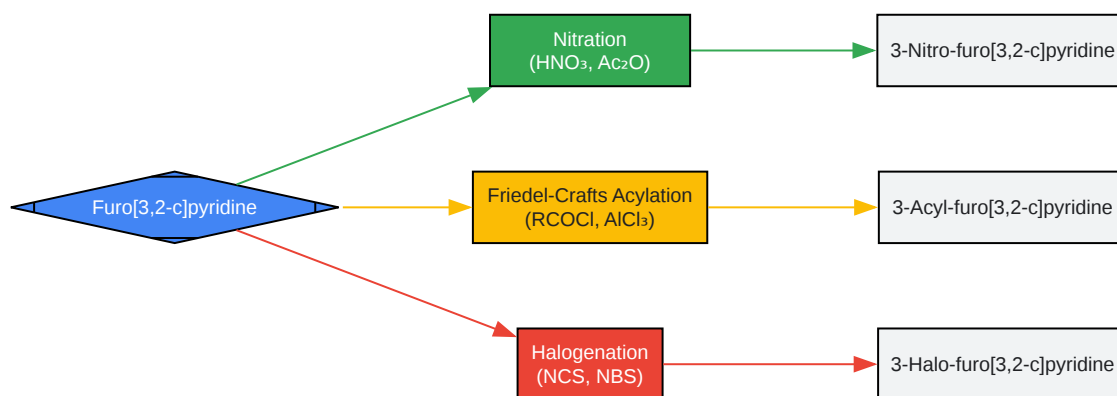 Nitration
(HNO₃, Ac₂O)
3-Nitro-furo[3,2-c]pyridine
Furo[3,2-c]pyridine
Friedel-Crafts Acylation
(RCOCl, AlCl₃)
3-Acyl-furo[3,2-c]pyridine
Halogenation
(NCS, NBS)
3-Halo-furo[3,2-c]pyridine